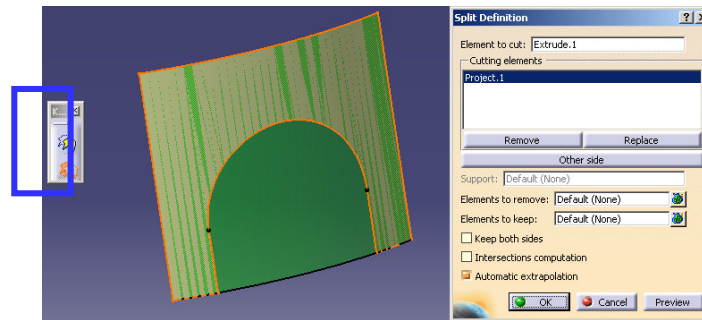 Split Definition
Element to cut: Extrude.1
Cutting elements
Project.1
Remove Replace
Other side
Support: Default (None)
Elements to remove: Default (None)
Elements to keep: Default (None)
Keep both sides
Intersections computation
Automatic extrapolation
OK Cancel Preview